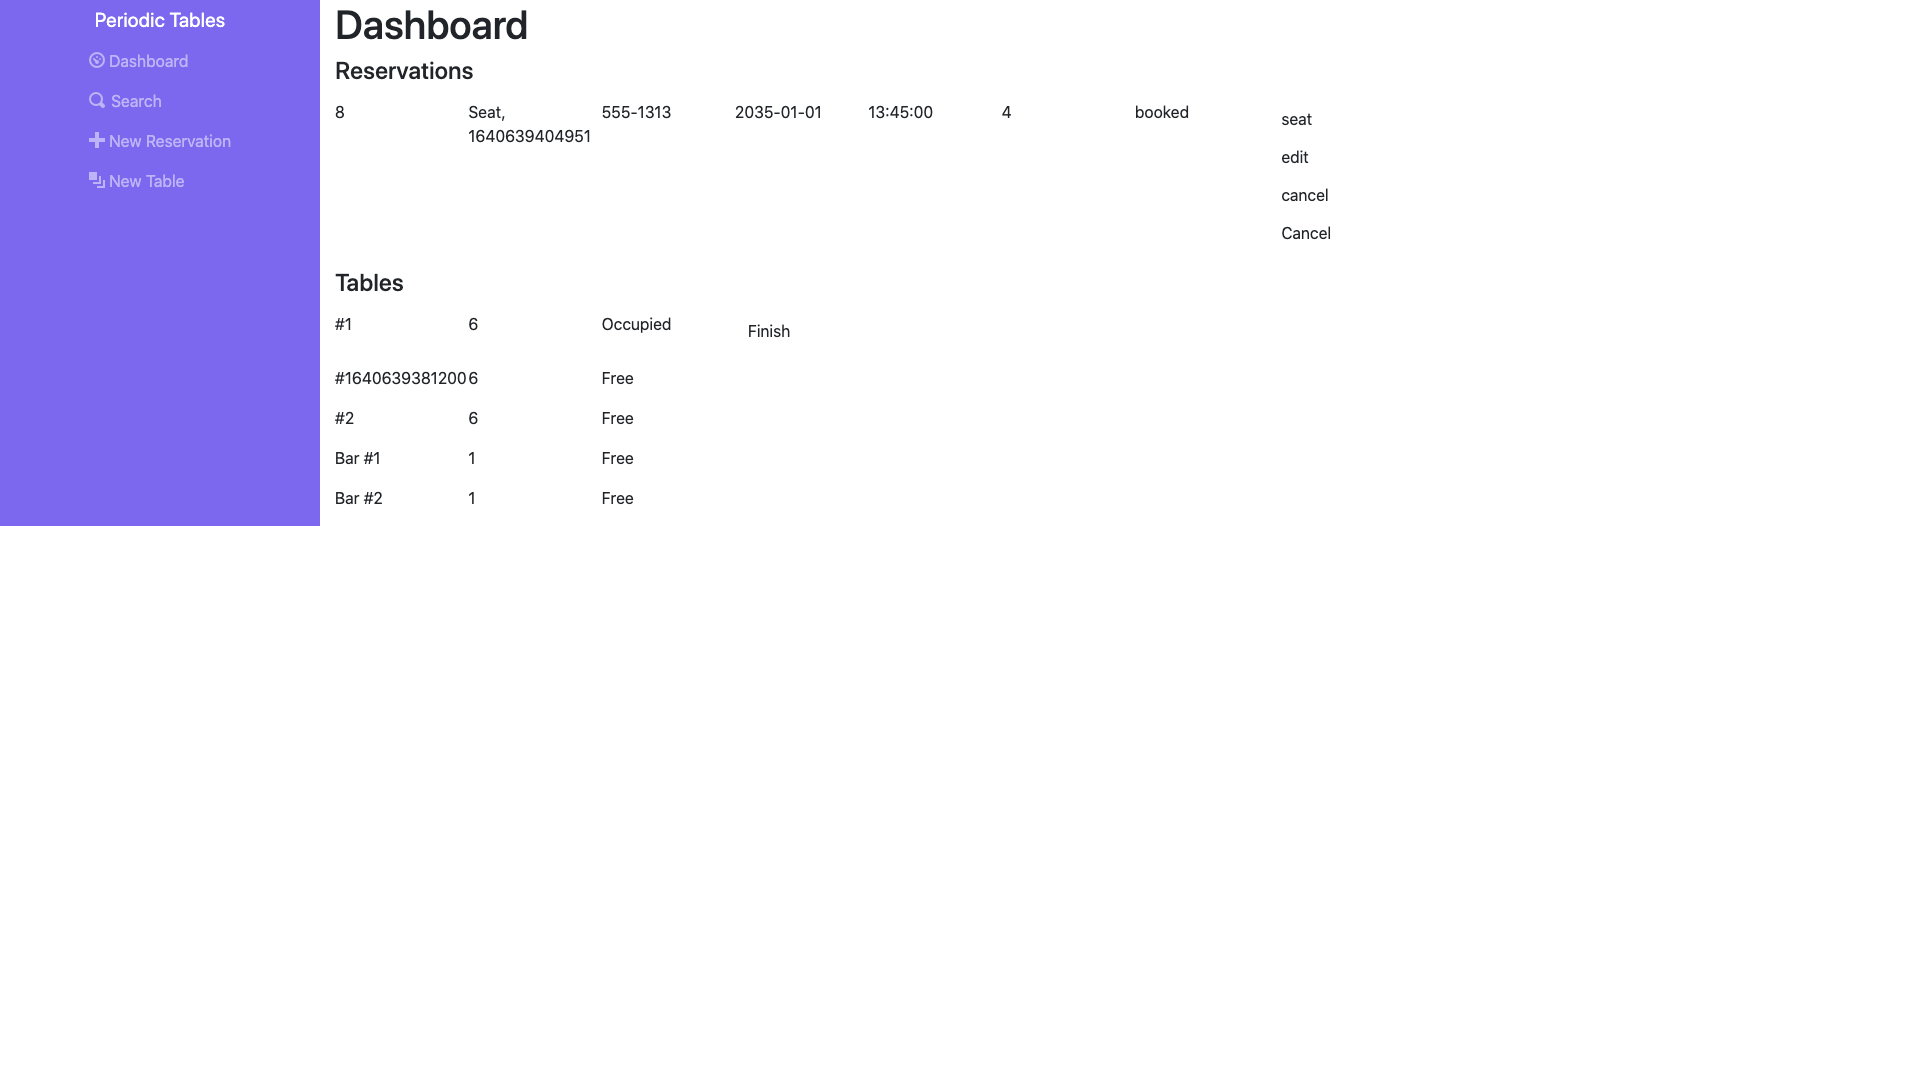 Periodic Tables
Dashboard
Search
New Reservation
New Table
Dashboard
Reservations
8 Seat, 555-1313 2035-01-01 13:45:00 4 booked
1640639404951
seat
edit
cancel
Cancel
Tables
#1 6 Occupied Finish
#1640639381200 6 Free
#2 6 Free
Bar #1 1 Free
Bar #2 1 Free